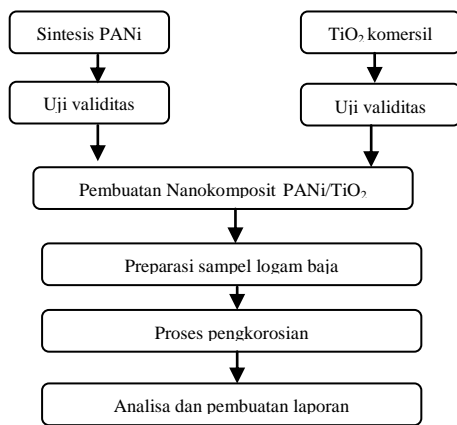 Sintesis PANi
TiO₂ komersil
Uji validitas
Uji validitas
Pembuatan Nanokomposit PANi/TiO₂
Preparasi sampel logam baja
Proses pengkorosian
Analisa dan pembuatan laporan